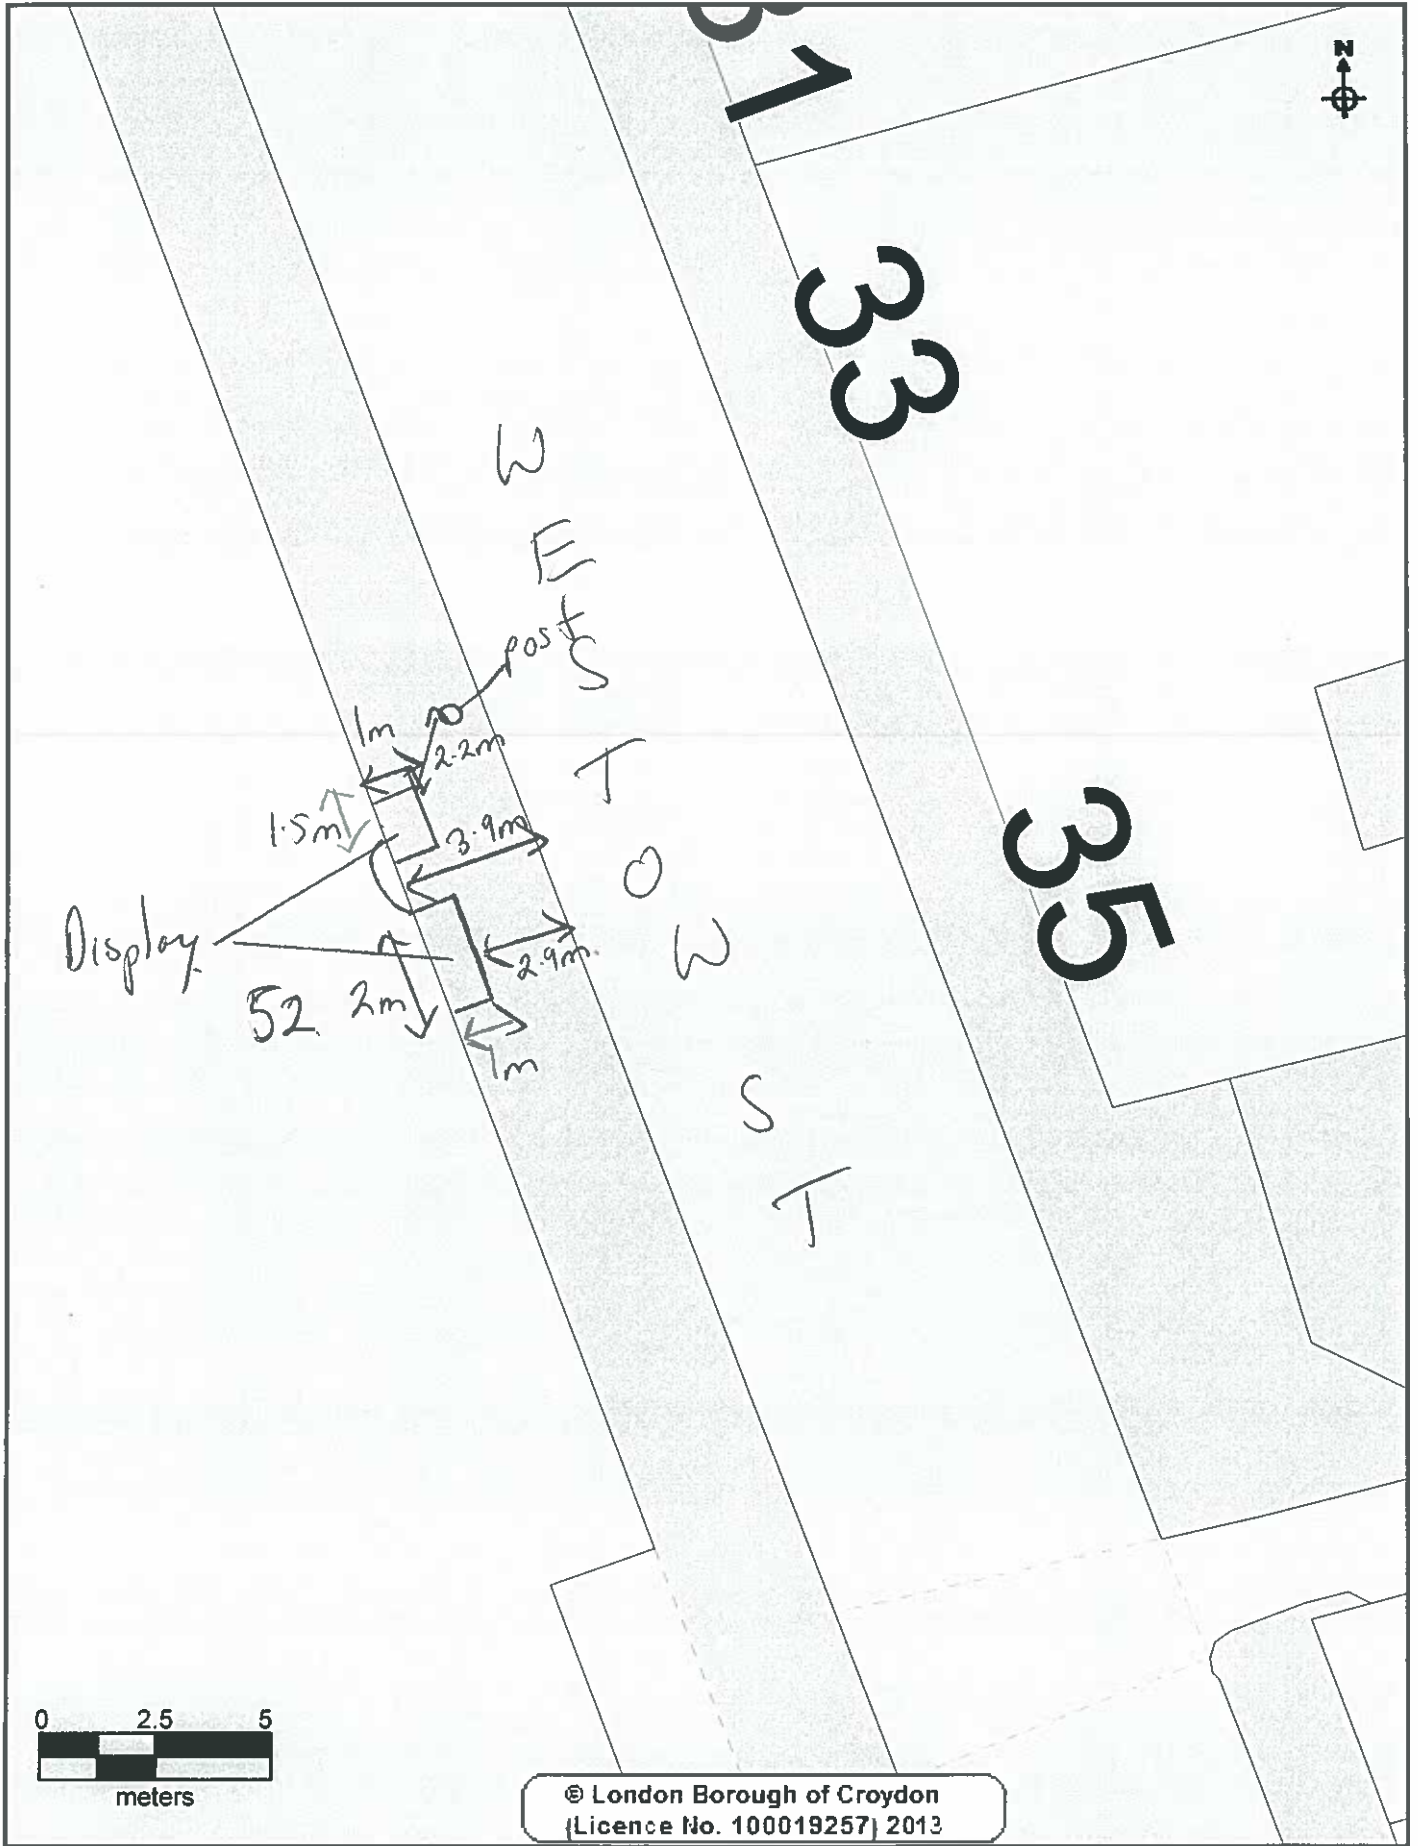 31
N
33
WEST
post
1m
2.2m
1.5m
3.9m
TOW ST
35
Display
2.9m
52
2m
1m
0 2.5 5
meters
© London Borough of Croydon
(Licence No. 100019257) 2013